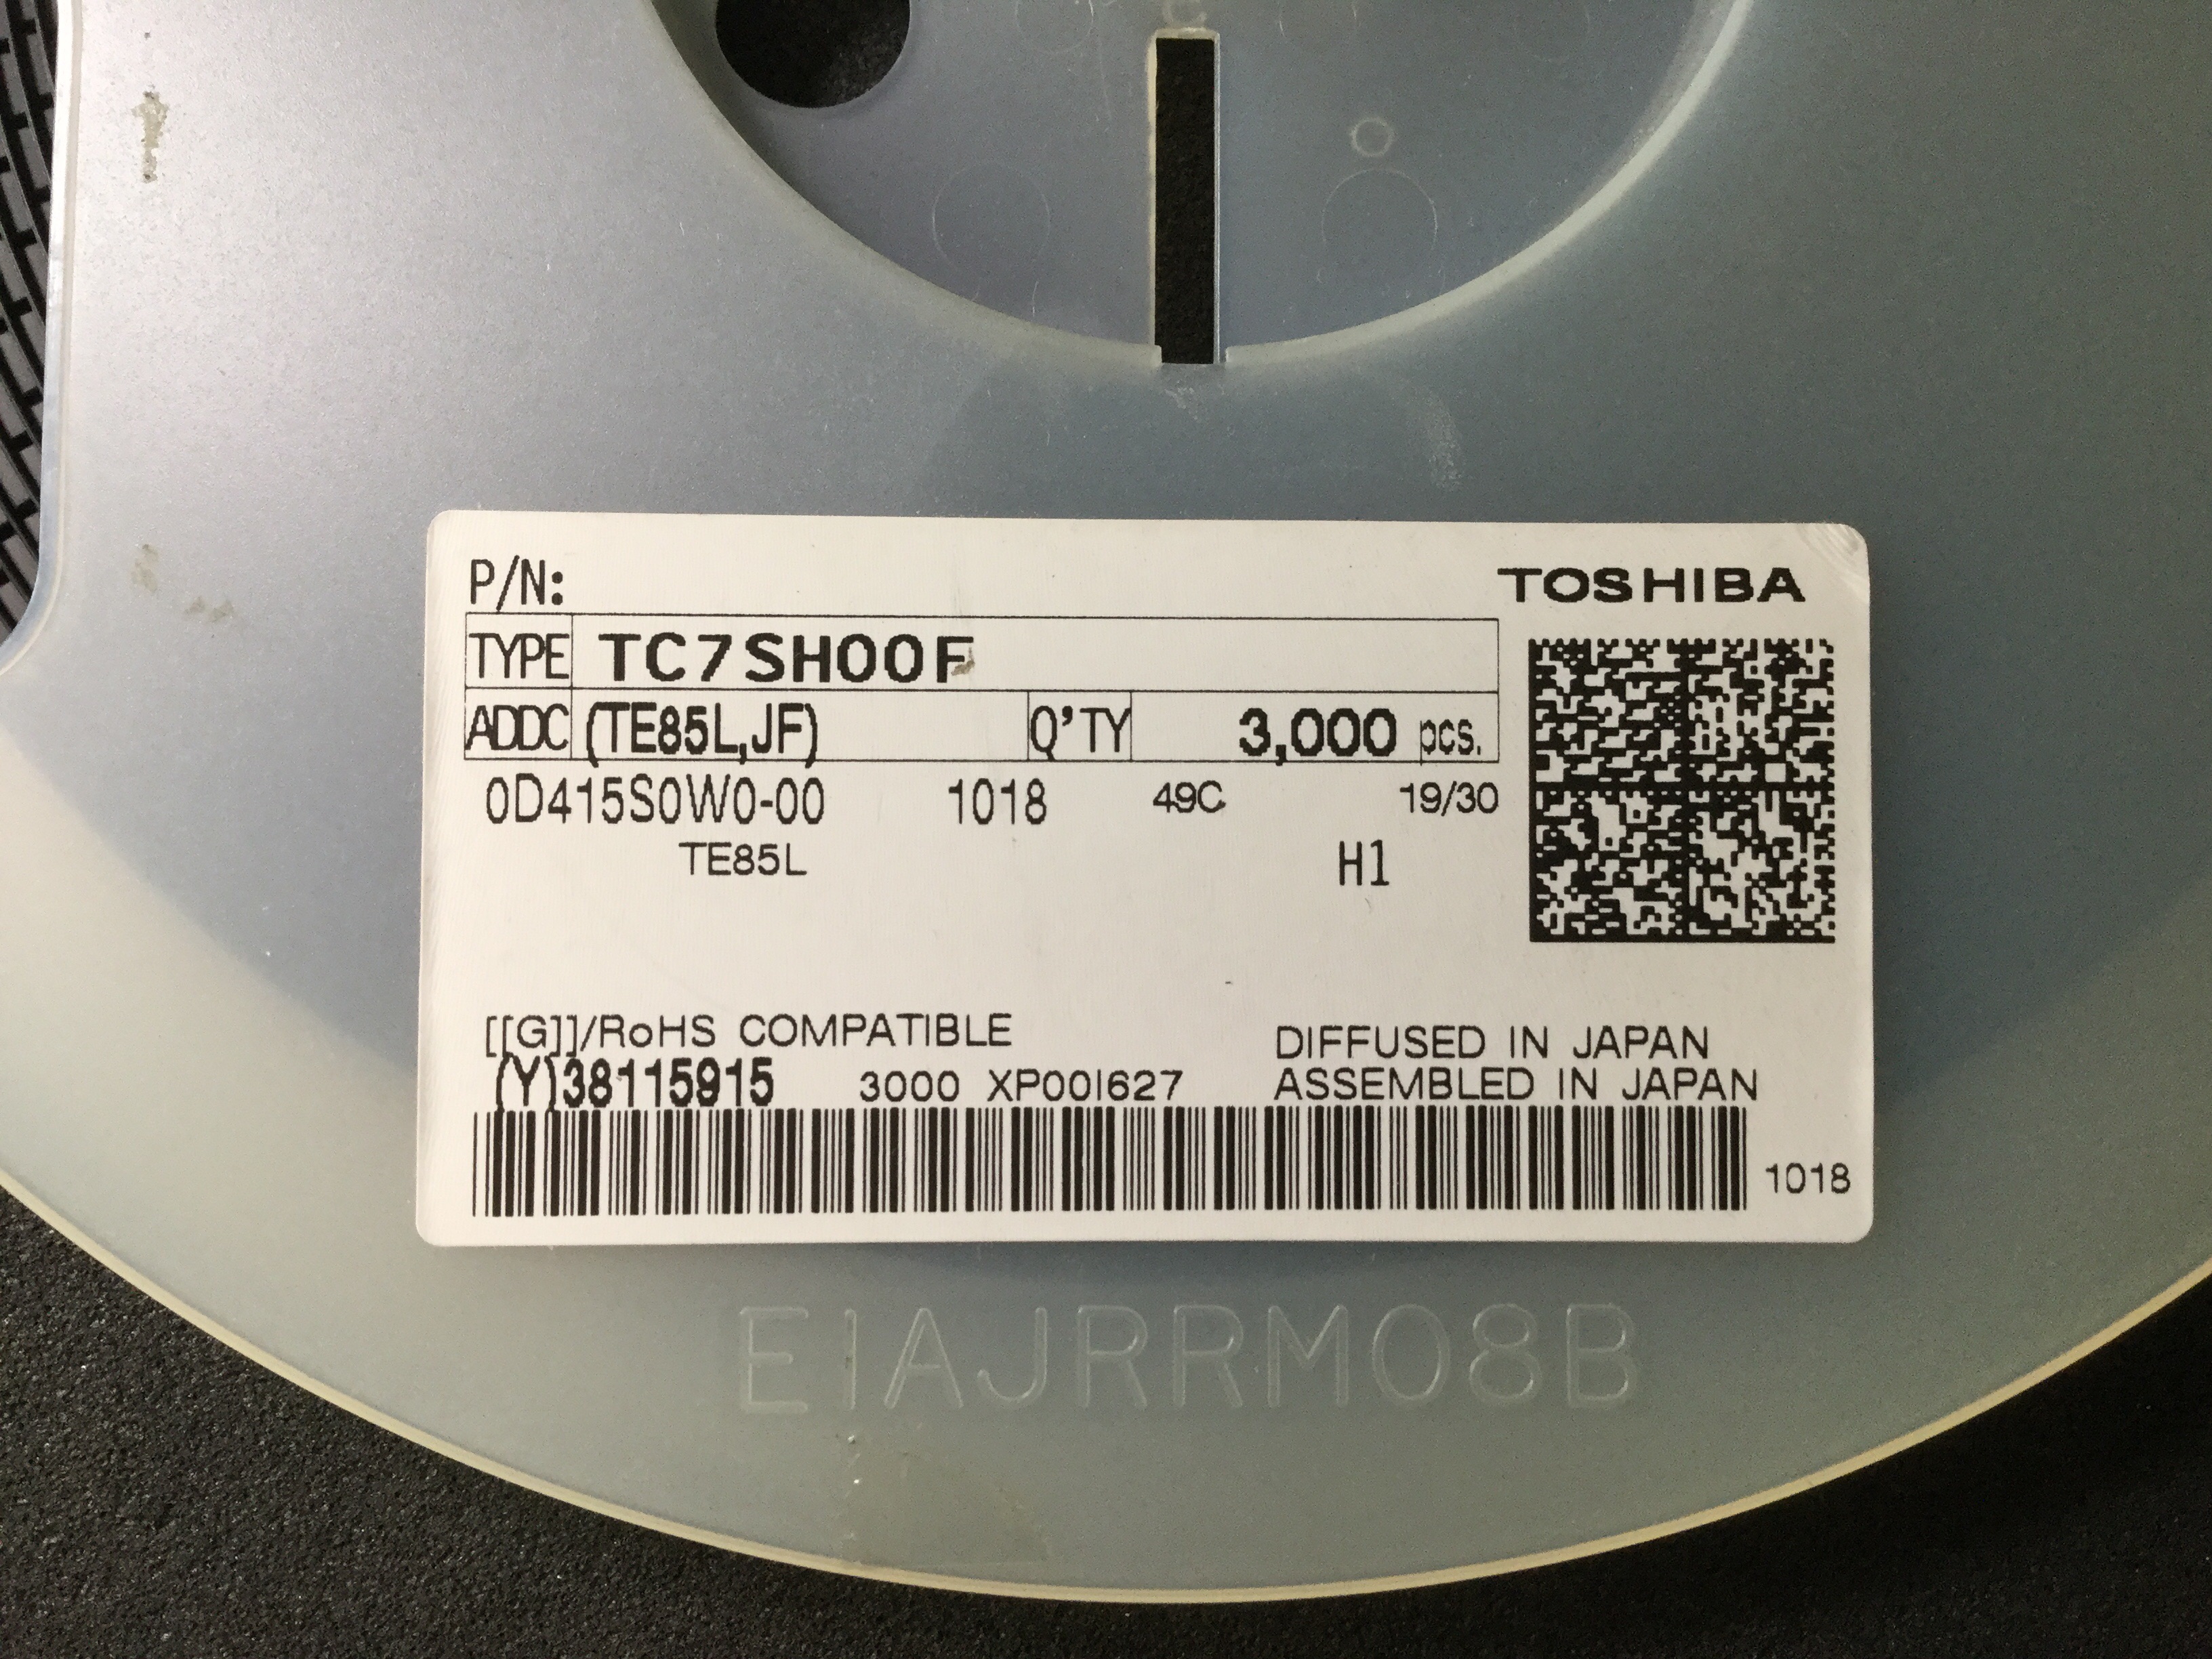 P/N:
TOSHIBA
TYPE TC7SH00F
ADDC (TE85L,JF) Q'TY 3,000 pcs.
0D415S0W0-00 1018 49C 19/30
TE85L H1
[[G]]/RoHS COMPATIBLE DIFFUSED IN JAPAN
(Y)38115915 3000 XP001627 ASSEMBLED IN JAPAN
1018
EIAJRRM08B